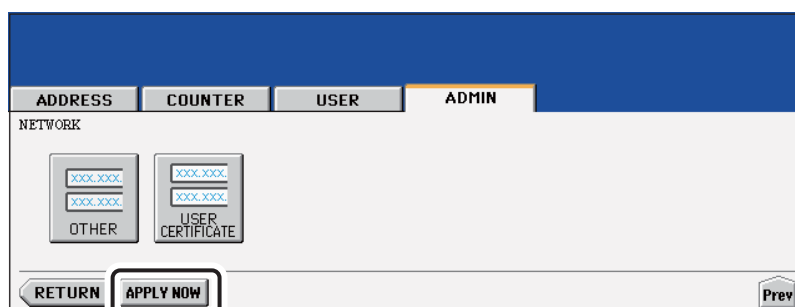 ADDRESS COUNTER USER ADMIN
NETWORK
XXX.XXX. XXX.XXX.
XXX.XXX. XXX.XXX.
OTHER USER CERTIFICATE
RETURN APPLY NOW Prev